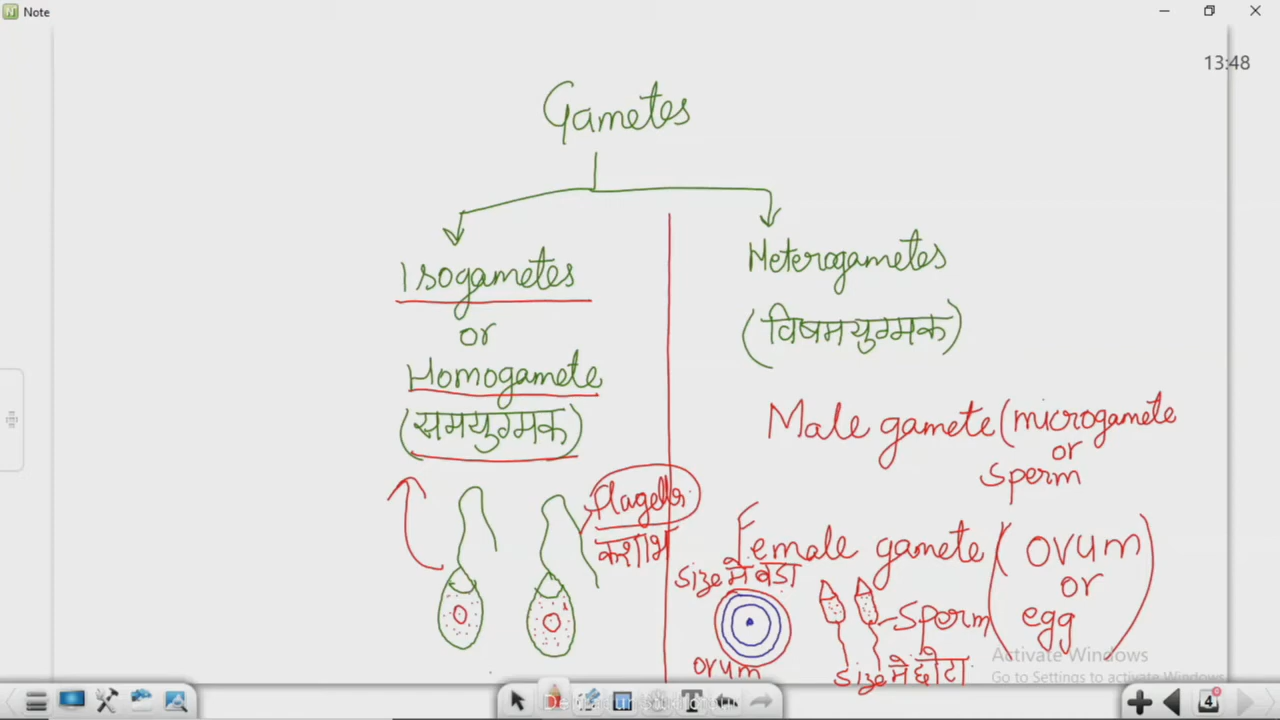 Note
13:48
Gametes
Isogametes
or
Homogamete
(समयुग्मक)
Heterogametes
(विषमयुग्मक)
Male gamete (microgamete
or
sperm
Flagella
कशाभ
Female gamete (ovum
or
egg)
Size में बड़ा
ovum
Sperm
Size में छोटा
Activate Windows
Go to Settings to activate Windows
4